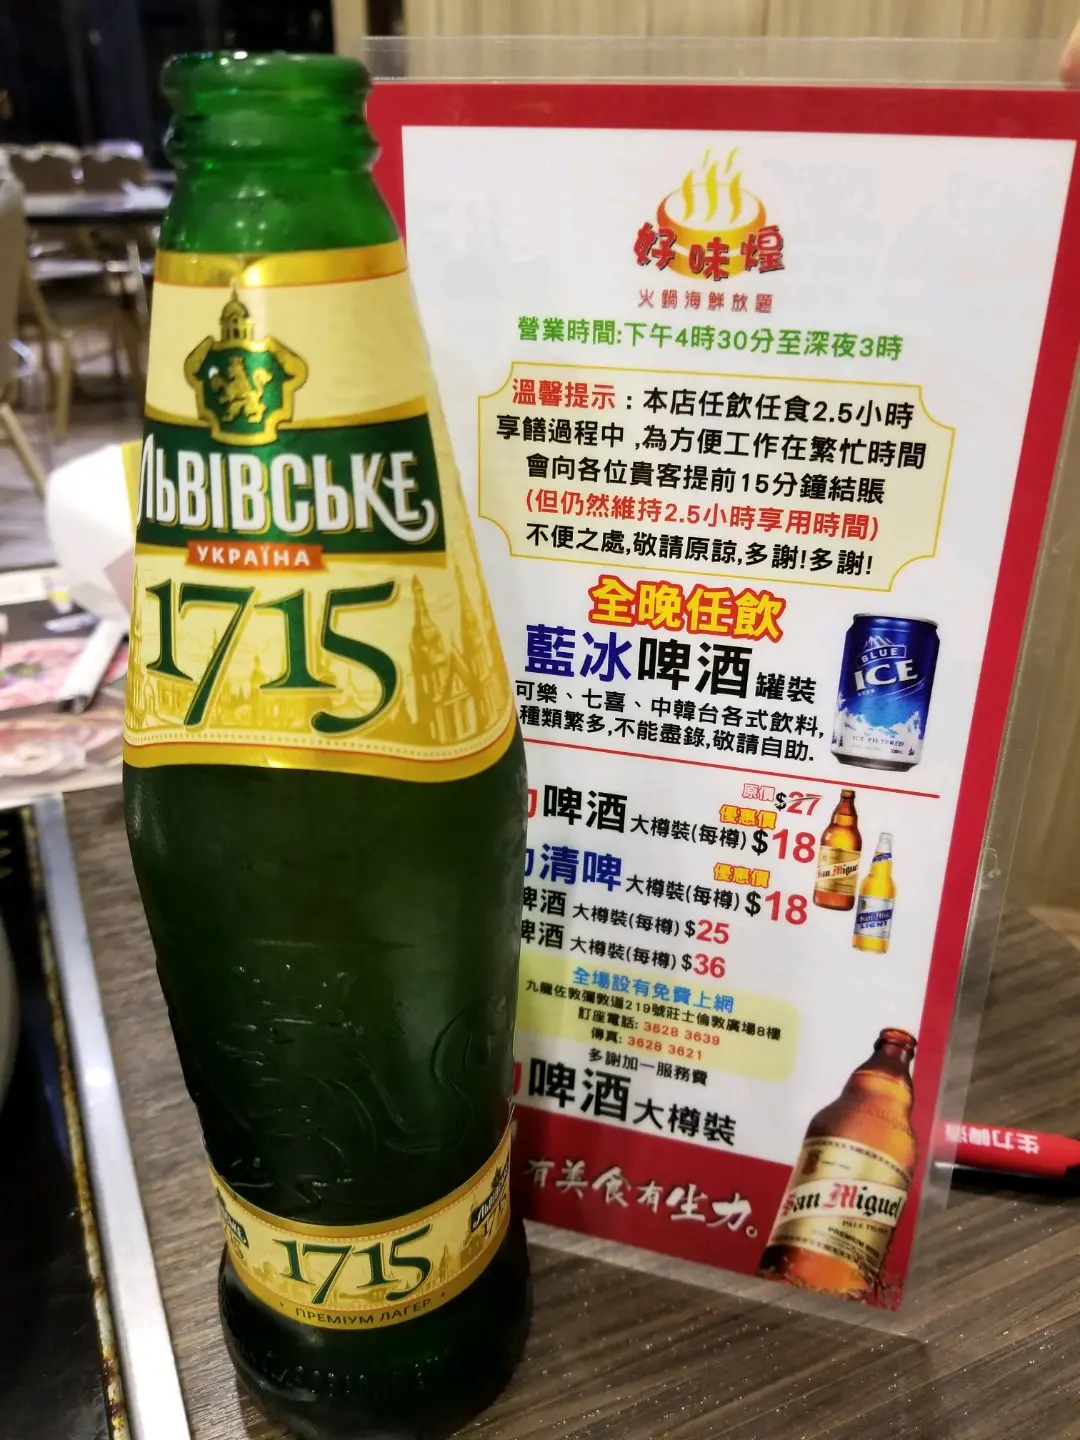 Львівське
УКРАЇНА
1715
1715
ПРЕМІУМ ЛАГЕР
好味煌
火鍋海鮮放題
營業時間:下午4時30分至深夜3時
溫馨提示:本店任飲任食2.5小時
享饍過程中,為方便工作在繁忙時間
會向各位貴客提前15分鐘結賬
(但仍然維持2.5小時享用時間)
不便之處,敬請原諒,多謝!多謝!
全晚任飲
藍冰啤酒罐裝
可樂、七喜、中韓台各式飲料,
種類繁多,不能盡錄,敬請自助.
BLUE
ICE
BEER
ICE FILTERED
原價$27
啤酒大樽裝(每樽)優惠價$18
清啤大樽裝(每樽)優惠價$18
啤酒 大樽裝(每樽)$25
啤酒 大樽裝(每樽)$36
San Miguel
LIGHT
全場設有免費上網
九龍佐敦彌敦道219號莊士倫敦廣場8樓
訂座電話: 3628 3639
傳真: 3628 3621
多謝加一服務費
啤酒大樽裝
有美食有生力。
San Miguel
PALE PILSEN
生力啤酒